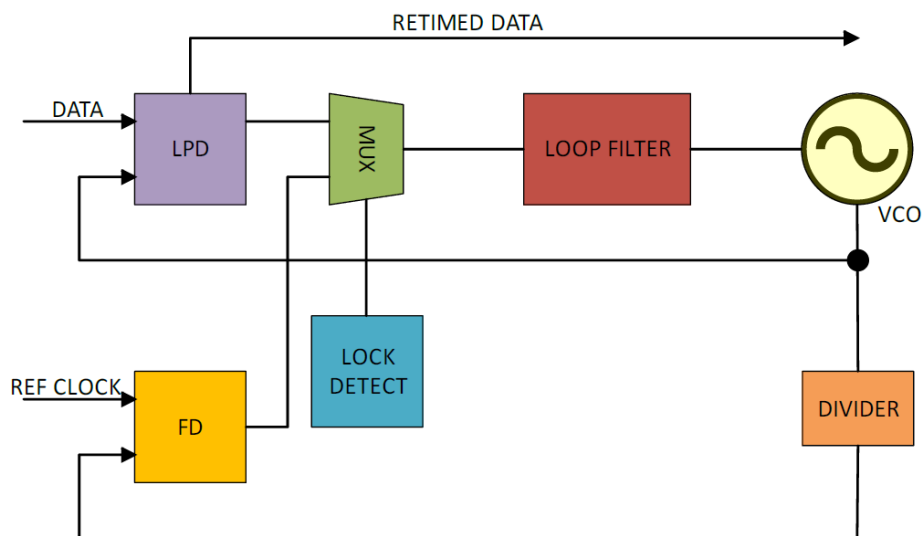 RETIMED DATA
DATA
LPD
MUX
LOOP FILTER
VCO
LOCK
DETECT
REF CLOCK
FD
DIVIDER